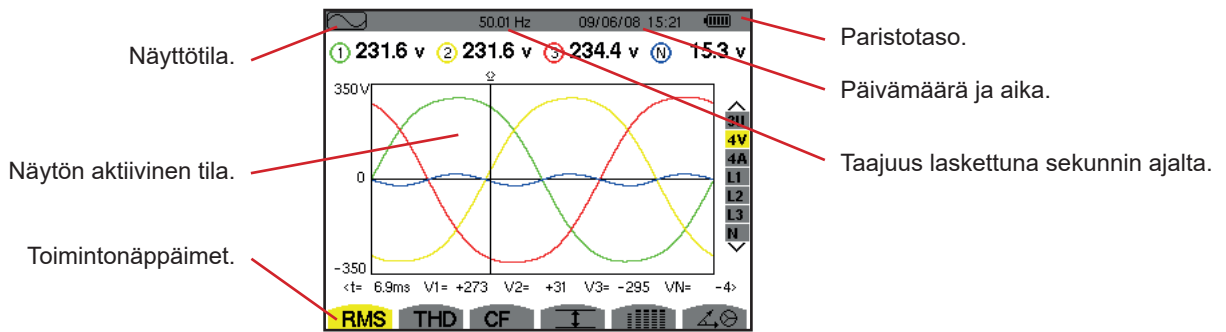 50.01 Hz 09/06/08 15:21
1 231.6 v 2 231.6 v 3 234.4 v N 15.3 v
350V
0
-350
3U
4V
4A
L1
L2
L3
N
<t= 6.9ms V1= +273 V2= +31 V3= -295 VN= -4>
RMS THD CF
Näyttötila.
Näytön aktiivinen tila.
Toimintonäppäimet.
Paristotaso.
Päivämäärä ja aika.
Taajuus laskettuna sekunnin ajalta.